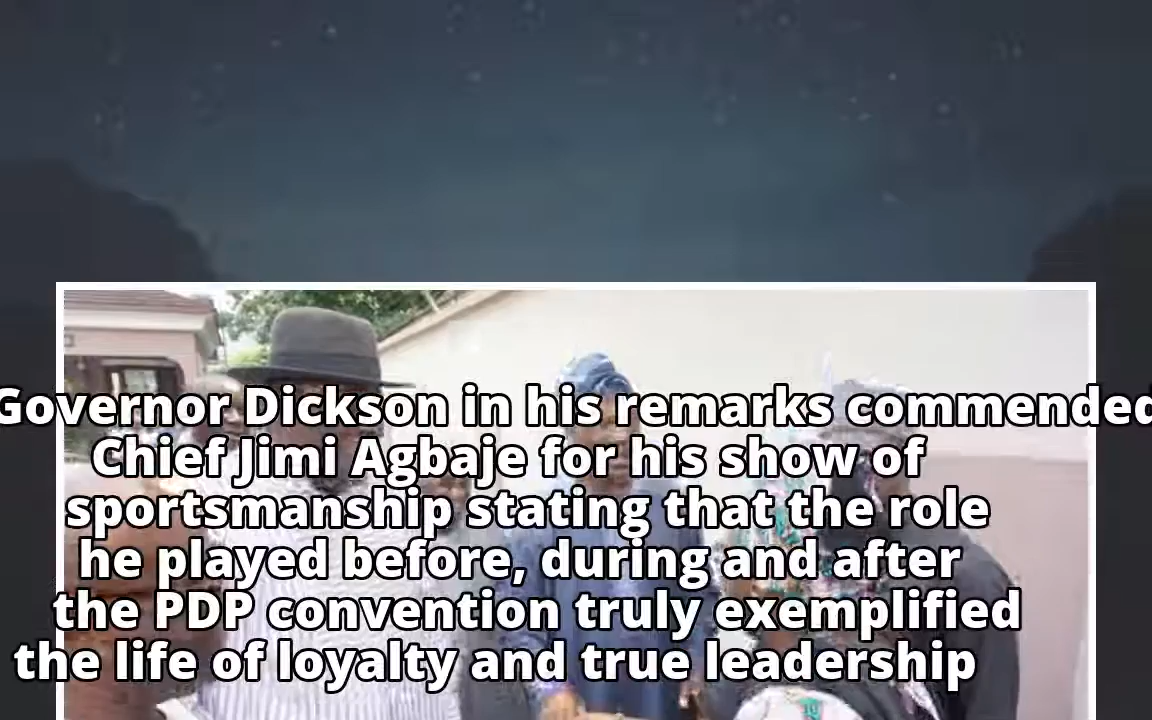 Governor Dickson in his remarks commended
Chief Jimi Agbaje for his show of
sportsmanship stating that the role
he played before, during and after
the PDP convention truly exemplified
the life of loyalty and true leadership